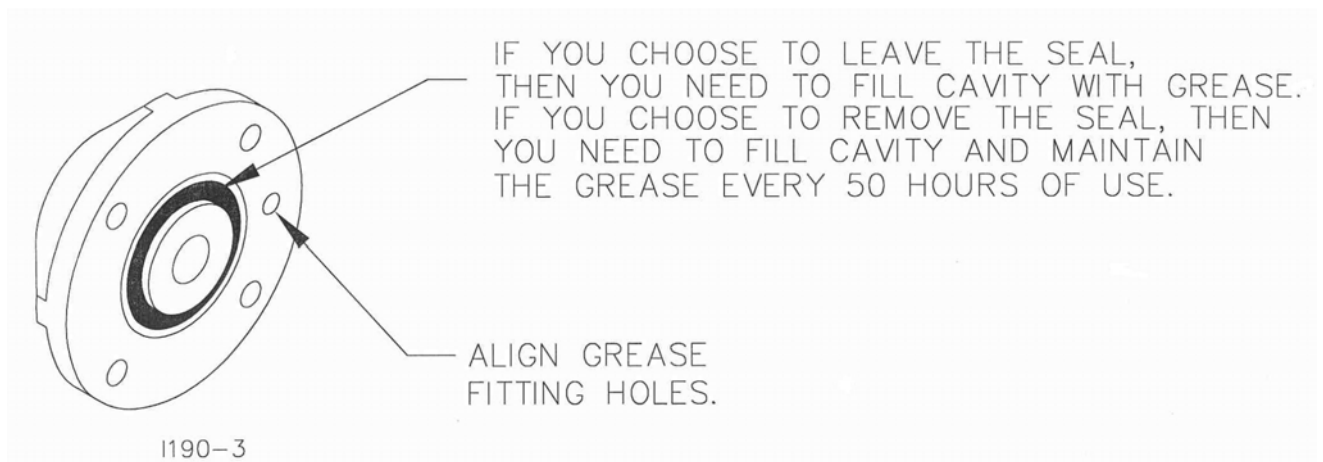 IF YOU CHOOSE TO LEAVE THE SEAL,
THEN YOU NEED TO FILL CAVITY WITH GREASE.
IF YOU CHOOSE TO REMOVE THE SEAL, THEN
YOU NEED TO FILL CAVITY AND MAINTAIN
THE GREASE EVERY 50 HOURS OF USE.
ALIGN GREASE
FITTING HOLES.
I190-3